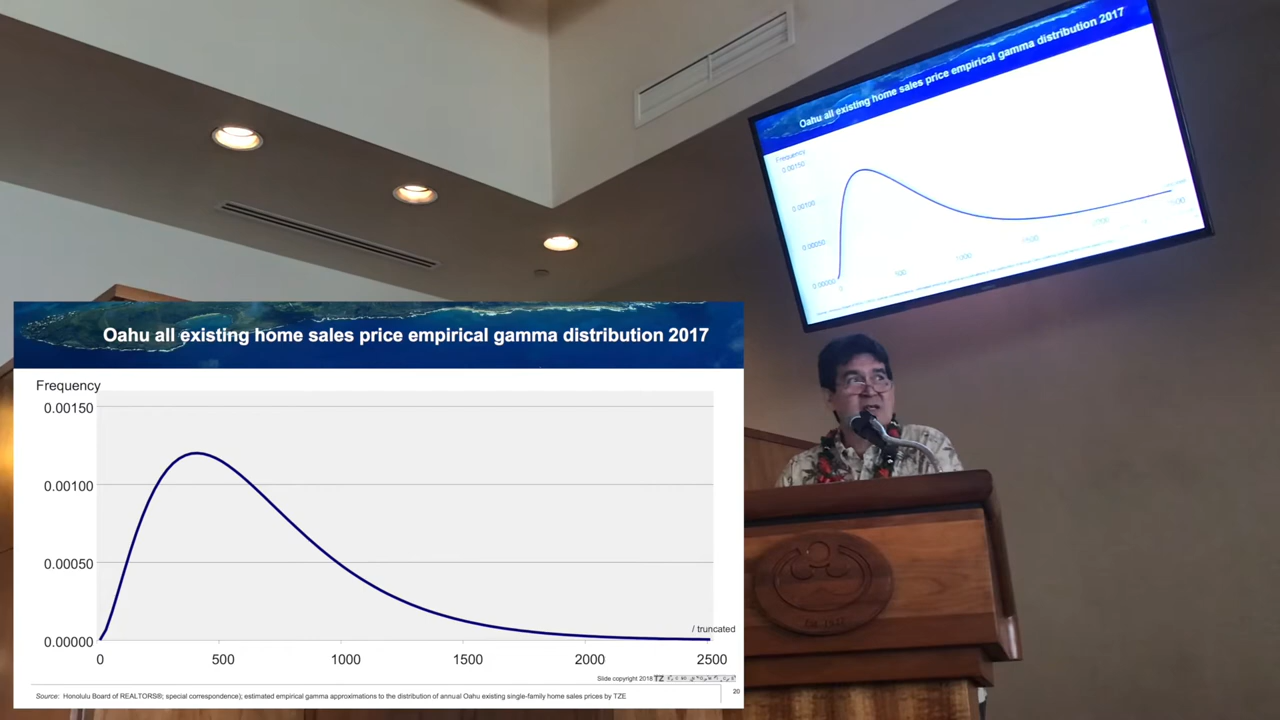 Oahu all existing home sales price empirical gamma distribution 2017
Frequency
0.00150
0.00100
0.00050
0.00000
0
500
1000
1500
2000
2500
Oahu all existing home sales price empirical gamma distribution 2017
Frequency
0.00150
0.00100
0.00050
0.00000
0 500 1000 1500 2000 2500
/ truncated
Slide copyright 2018 TZ
Source: Honolulu Board of REALTORS®; special correspondence); estimated empirical gamma approximations to the distribution of annual Oahu existing single-family home sales prices by TZE
20